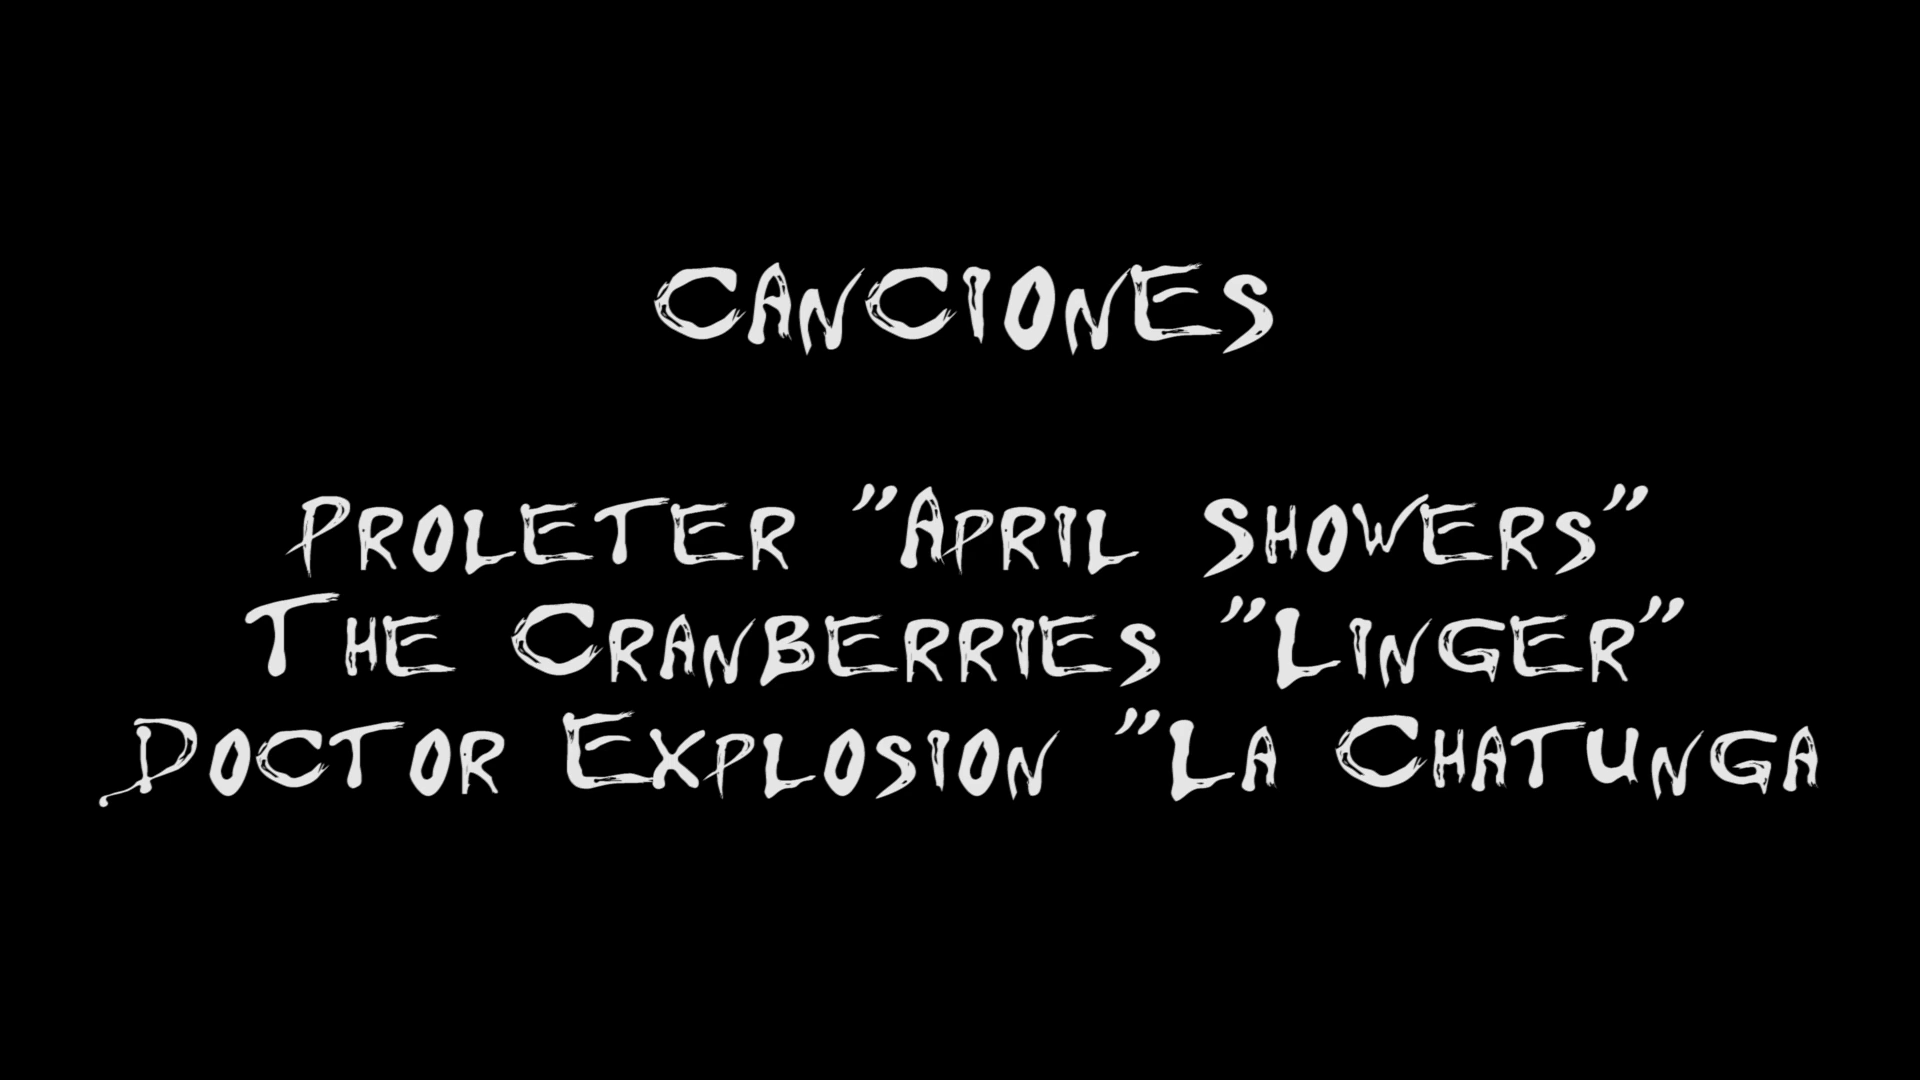 Canciones
Proleter "April Showers"
The Cranberries "Linger"
Doctor Explosion "La Chatunga